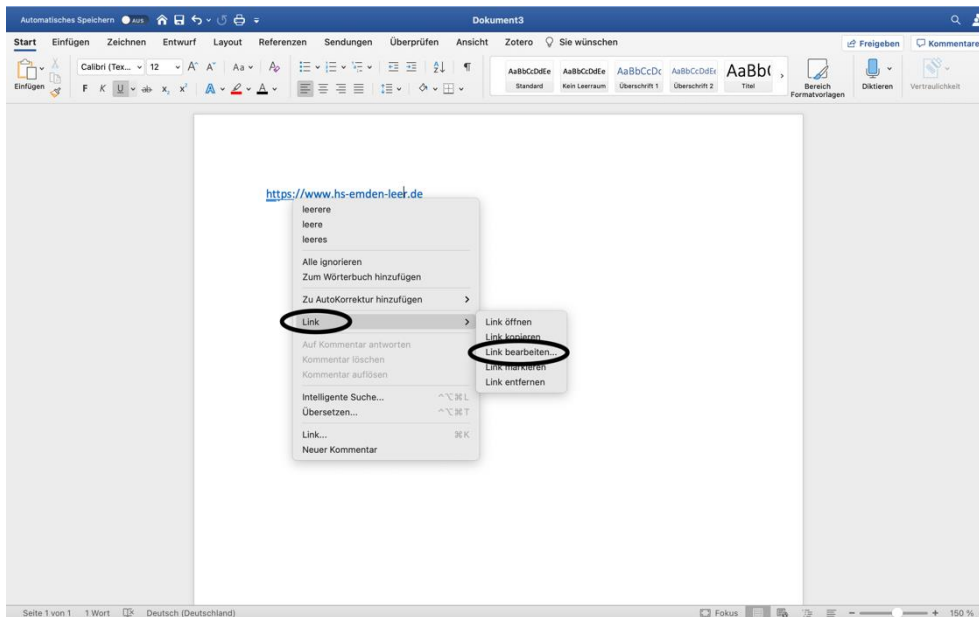 Automatisches Speichern AUS Dokument3
Start Einfügen Zeichnen Entwurf Layout Referenzen Sendungen Überprüfen Ansicht Zotero Sie wünschen Freigeben Kommentare
Calibri (Tex... 12 A^ A˅ Aa A AaBbCcDdEe AaBbCcDdEe AaBbCcDc AaBbCcDdEe AaBb(
Einfügen F K U ab x, x² A A Standard Kein Leerraum Überschrift 1 Überschrift 2 Titel Bereich Formatvorlagen Diktieren Vertraulichkeit
https://www.hs-emden-leer.de
leerere
leere
leeres
Alle ignorieren
Zum Wörterbuch hinzufügen
Zu AutoKorrektur hinzufügen >
Link >
Link öffnen
Link kopieren
Link bearbeiten...
Link markieren
Link entfernen
Auf Kommentar antworten
Kommentar löschen
Kommentar auflösen
Intelligente Suche... ^⌥⌘L
Übersetzen... ^⌥⌘T
Link... ⌘K
Neuer Kommentar
Seite 1 von 1 1 Wort Deutsch (Deutschland) Fokus 150 %